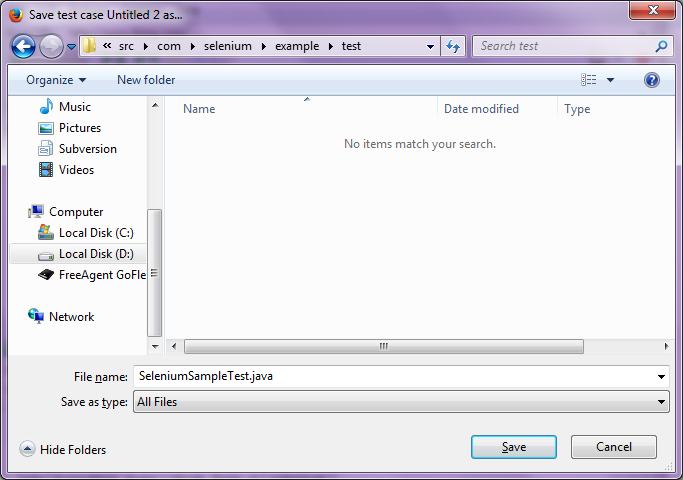 Save test case Untitled 2 as...
« src com selenium example test
Search test
Organize New folder
Name Date modified Type
No items match your search.
Music
Pictures
Subversion
Videos
Computer
Local Disk (C:)
Local Disk (D:)
FreeAgent GoFle
Network
File name: SeleniumSampleTest.java
Save as type: All Files
Hide Folders
Save Cancel